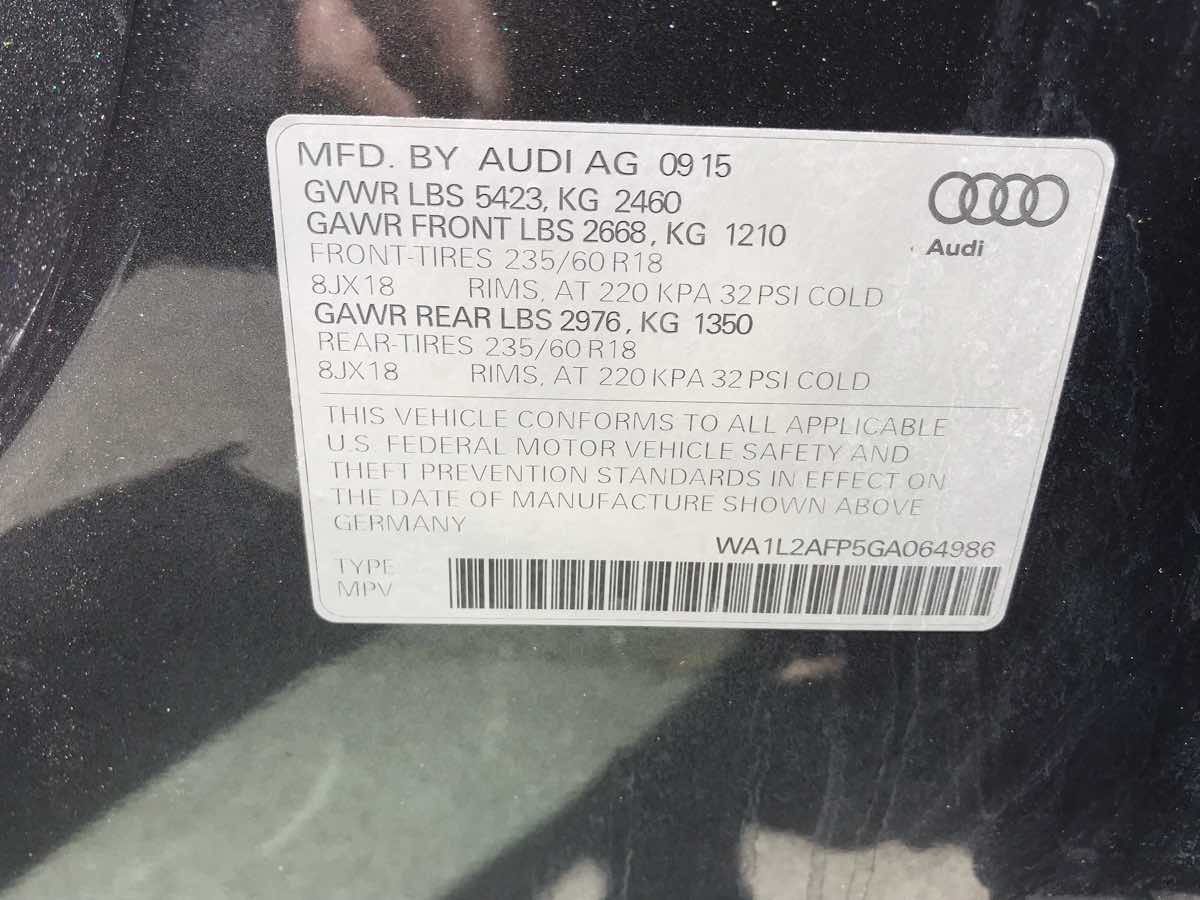 MFD. BY AUDI AG 09 15
GVWR LBS 5423, KG 2460
GAWR FRONT LBS 2668, KG 1210
FRONT-TIRES 235/60 R18
8JX18 RIMS, AT 220 KPA 32 PSI COLD
GAWR REAR LBS 2976, KG 1350
REAR-TIRES 235/60 R18
8JX18 RIMS, AT 220 KPA 32 PSI COLD
Audi
THIS VEHICLE CONFORMS TO ALL APPLICABLE
U.S. FEDERAL MOTOR VEHICLE SAFETY AND
THEFT PREVENTION STANDARDS IN EFFECT ON
THE DATE OF MANUFACTURE SHOWN ABOVE
GERMANY
WA1L2AFP5GA064986
TYPE
MPV